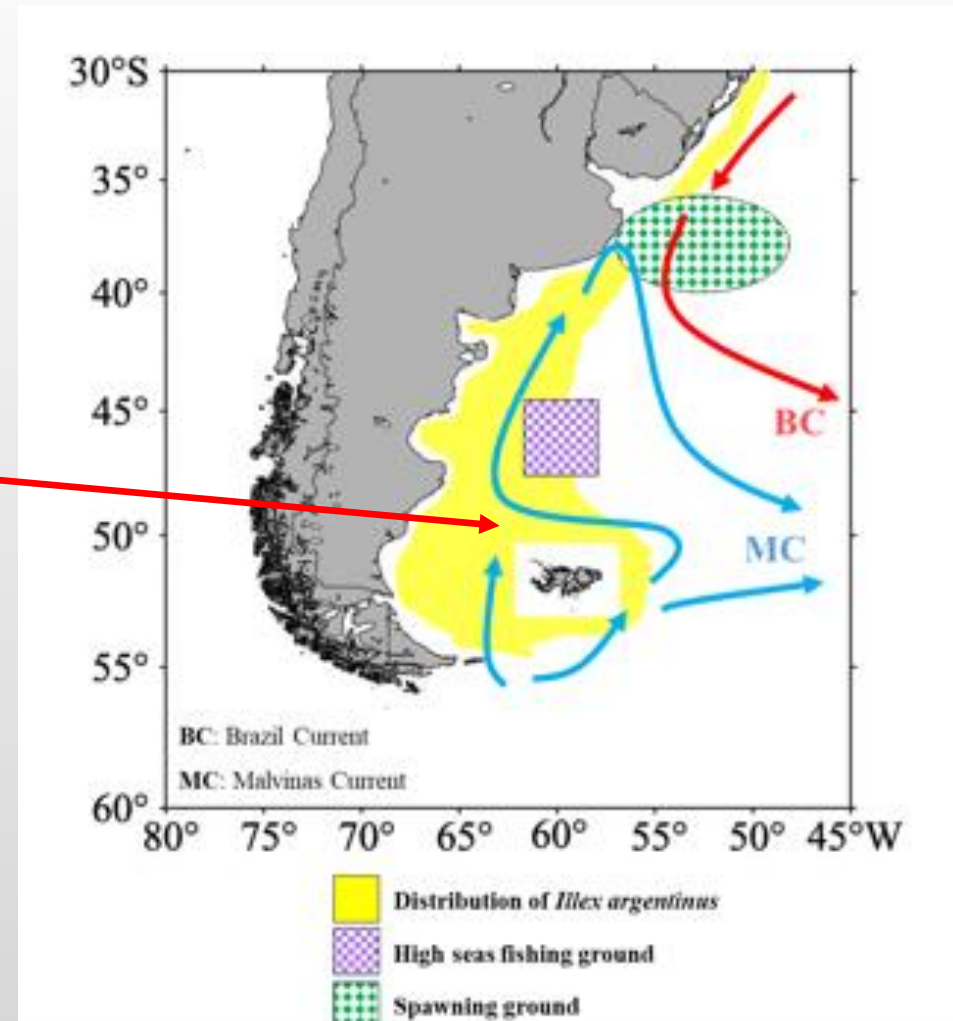 30°S
35°
40°
45°
BC
50°
MC
55°
BC: Brazil Current
MC: Malvinas Current
60°
80° 75° 70° 65° 60° 55° 50° 45°W
Distribution of Illex argentinus
High seas fishing ground
Spawning ground